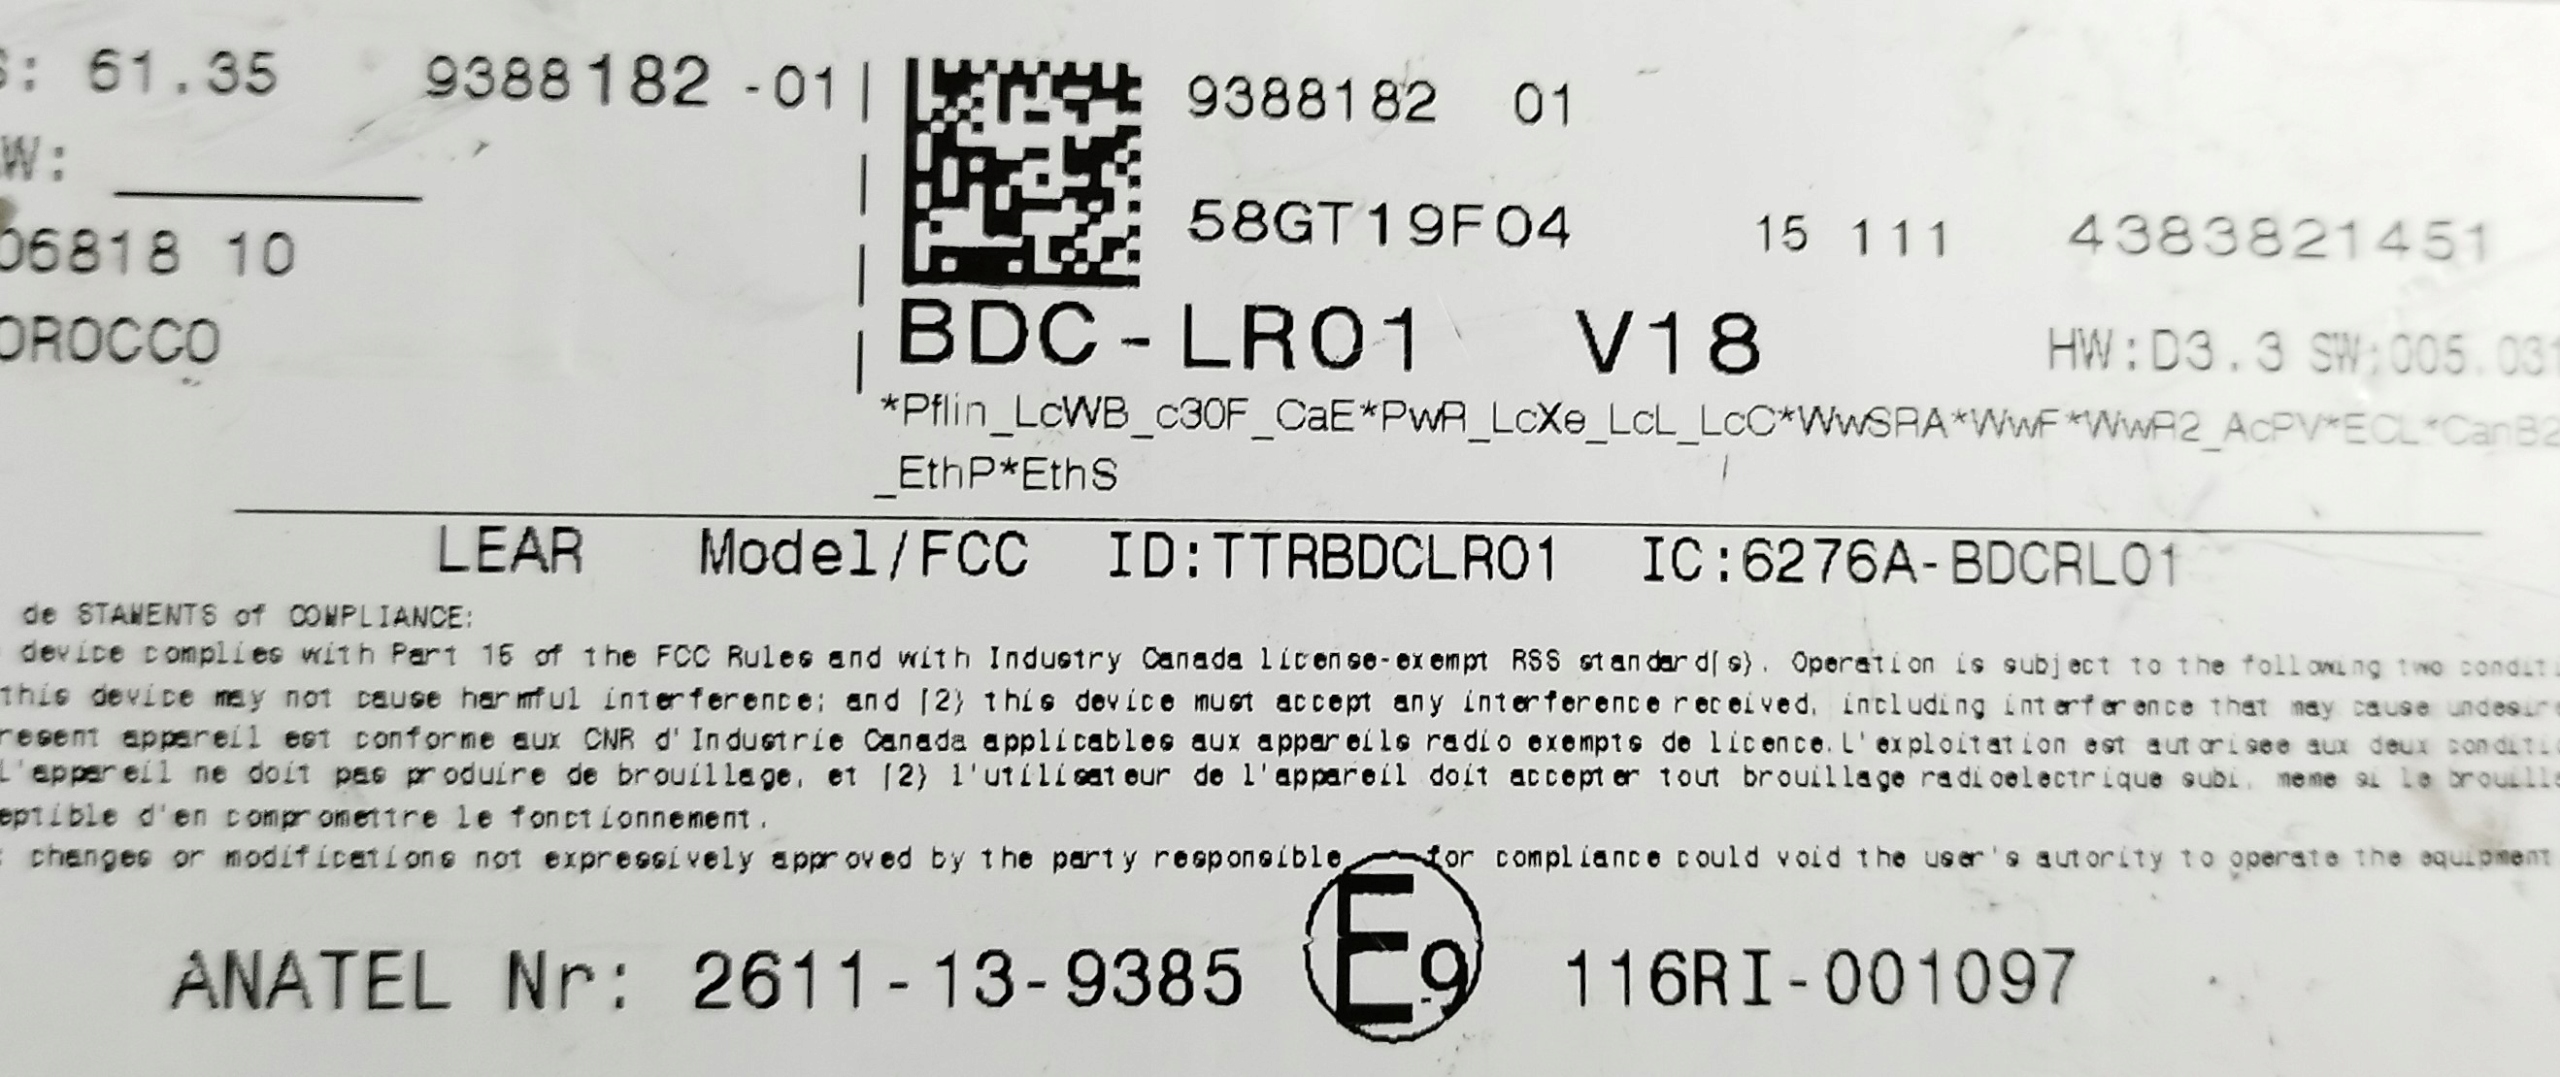 : 61.35 9388182 -01
9388182 01
W:
58GT19F04 15 111 4383821451
06818 10
BDC-LR01 V18
OROCCO
HW:D3.3 SW:005.031
*Pflin_LcWB_c30F_CaE*PwR_LcXe_LcL_LcC*WwSRA*WwF*WwR2_AcPV*ECL*CanB2
_EthP*EthS
LEAR Model/FCC ID:TTRBDCLR01 IC:6276A-BDCRL01
de STAMENTS of COMPLIANCE:
device complies with Part 15 of the FCC Rules and with Industry Canada license-exempt RSS standard(s). Operation is subject to the following two conditi
this device may not cause harmful interference; and (2) this device must accept any interference received, including interference that may cause undesire
resent appareil est conforme aux CNR d'Industrie Canada applicables aux appareils radio exempts de licence.L'exploitation est autorisee aux deux conditi
L'appareil ne doit pas produire de brouillage, et (2) l'utilisateur de l'appareil doit accepter tout brouillage radioelectrique subi, meme si le brouilla
eptible d'en compromettre le fonctionnement.
: changes or modifications not expressively approved by the party responsible for compliance could void the user's autority to operate the equipment
ANATEL Nr: 2611-13-9385 E9 116RI-001097